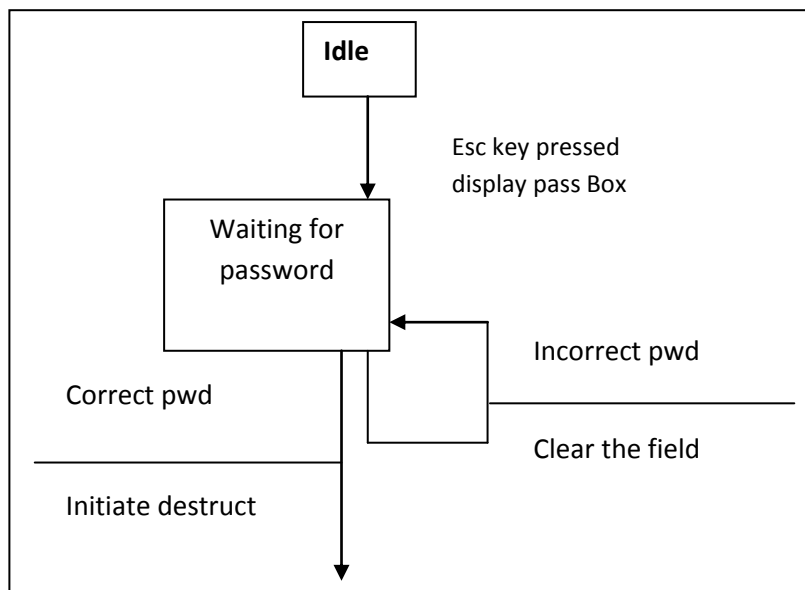 Idle
Esc key pressed
display pass Box
Waiting for
password
Incorrect pwd
Correct pwd
Clear the field
Initiate destruct